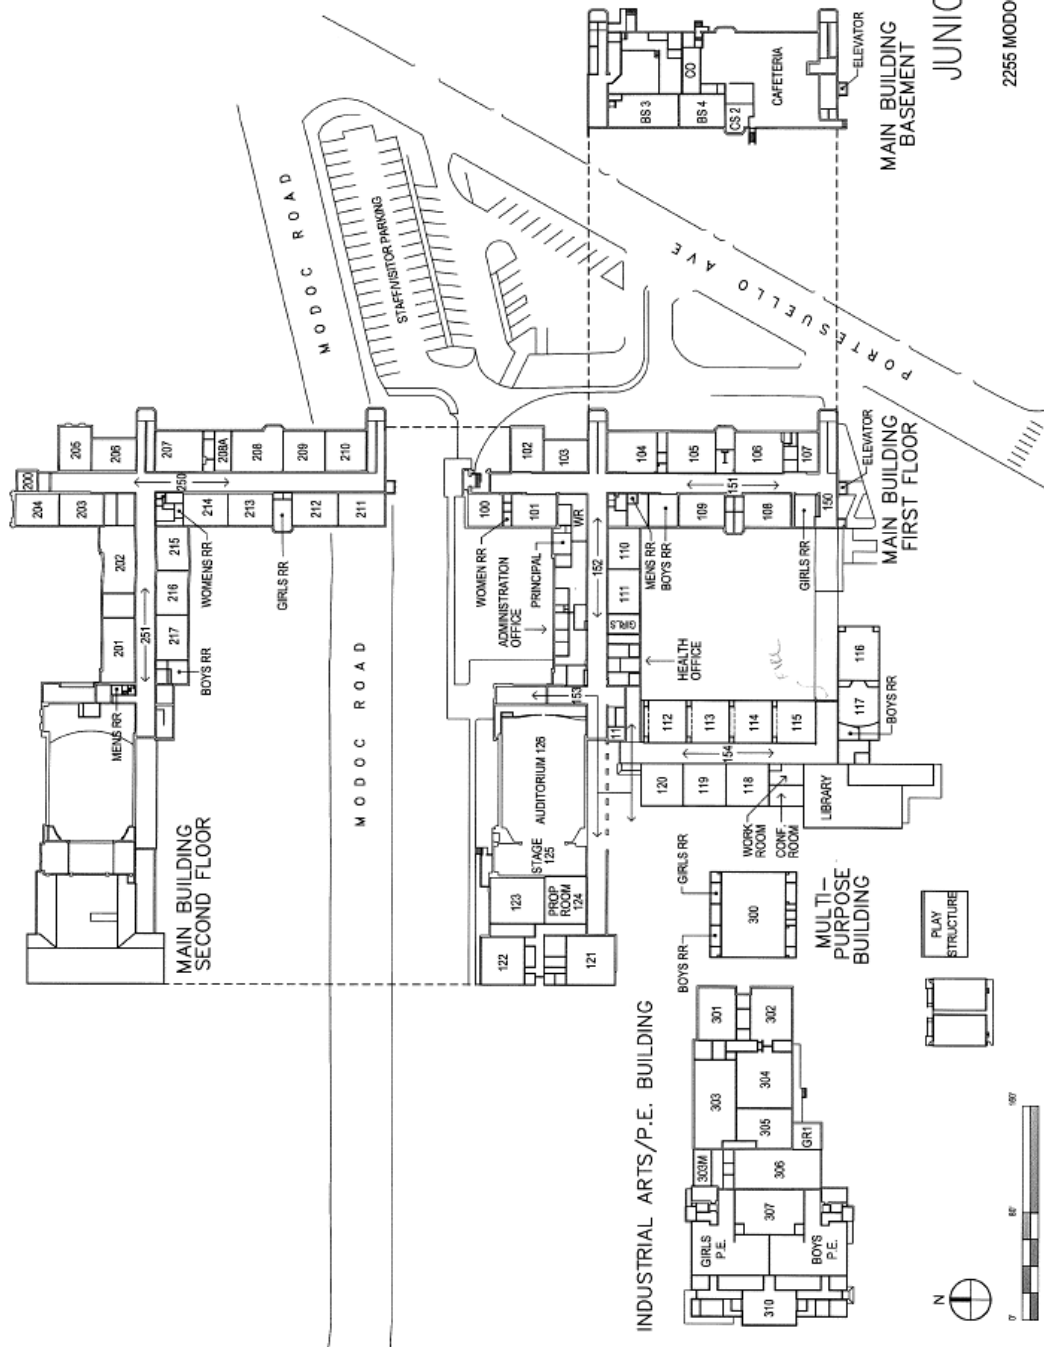 MAIN BUILDING
BASEMENT
ELEVATOR
CAFETERIA
CO
BS 3
BS 4
CS 2
JUNIO
2255 MODO
MODOC ROAD
STAFF/VISITOR PARKING
PORTESUELLO AVE
MAIN BUILDING
SECOND FLOOR
200
201
202
203
204
205
206
207
208A
208
209
210
211
212
213
214
215
216
217
250
251
WOMENS RR
GIRLS RR
BOYS RR
MENS RR
MODOC ROAD
MAIN BUILDING
FIRST FLOOR
ELEVATOR
100
101
102
103
104
105
106
107
108
109
110
111
150
151
152
153
154
WR
WOMEN RR
ADMINISTRATION
OFFICE
PRINCIPAL
MENS RR
BOYS RR
GIRLS RR
GIRLS
HEALTH
OFFICE
11
112
113
114
115
116
117
BOYS RR
118
119
120
LIBRARY
WORK
ROOM
CONF.
ROOM
AUDITORIUM 126
STAGE
125
PROP
ROOM
124
123
122
121
GIRLS RR
BOYS RR
300
MULTI-
PURPOSE
BUILDING
PLAY
STRUCTURE
INDUSTRIAL ARTS/P.E. BUILDING
301
302
303
304
305
GR1
303M
306
307
GIRLS
P.E.
BOYS
P.E.
310
N
0'
80'
160'